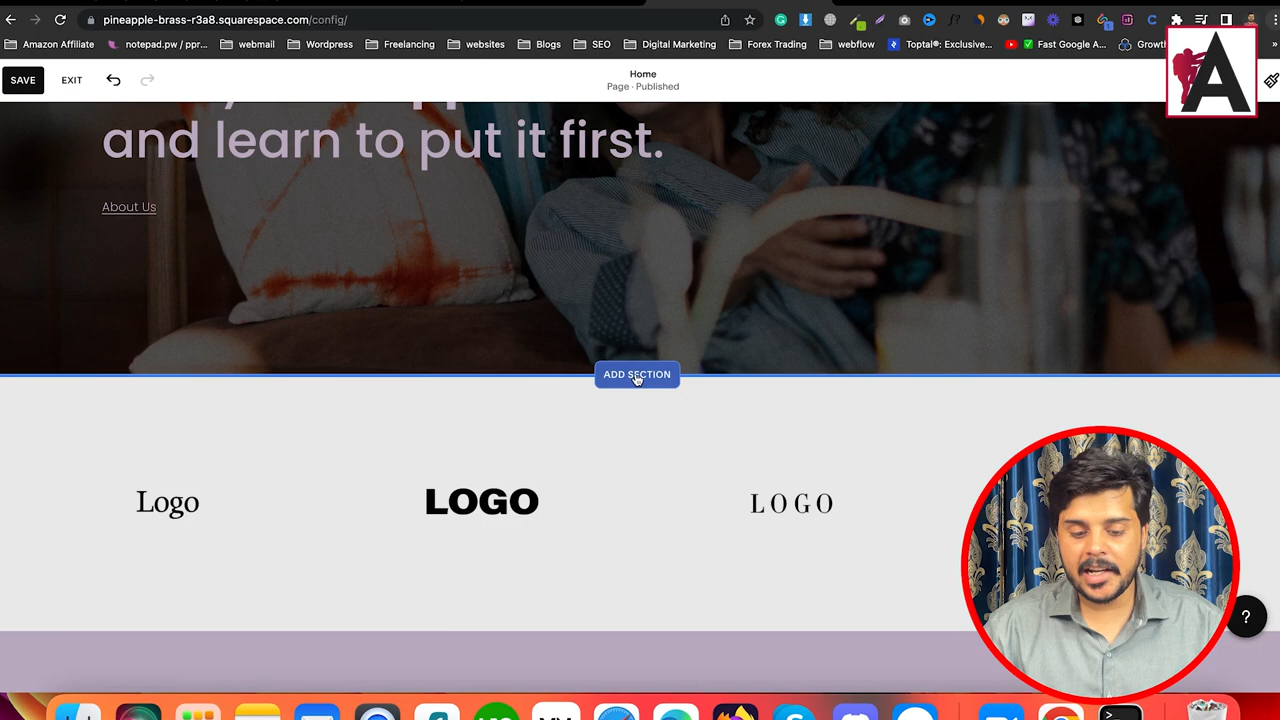 pineapple-brass-r3a8.squarespace.com/config/
Amazon Affiliate
notepad.pw / ppr...
webmail
Wordpress
Freelancing
websites
Blogs
SEO
Digital Marketing
Forex Trading
webflow
Toptal®: Exclusive...
Fast Google A...
Growth
»
A
SAVE
EXIT
Home
Page · Published
and learn to put it first.
About Us
ADD SECTION
Logo
LOGO
LOGO
?